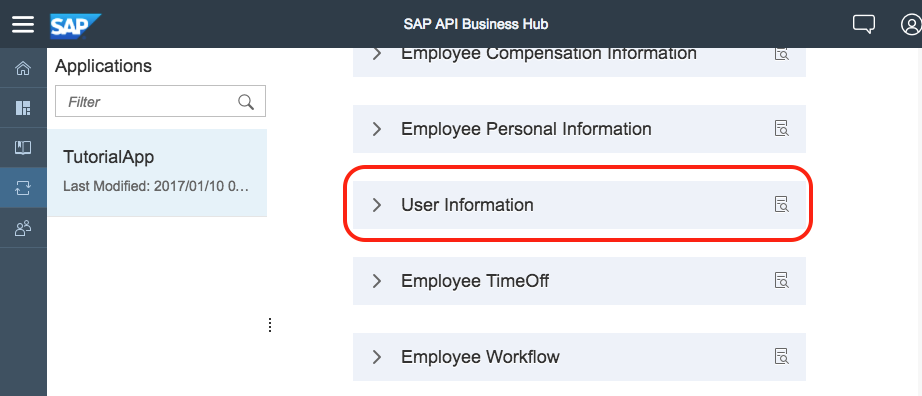 SAP
SAP API Business Hub
Applications
Filter
TutorialApp
Last Modified: 2017/01/10 0...
Employee Compensation Information
Employee Personal Information
User Information
Employee TimeOff
Employee Workflow